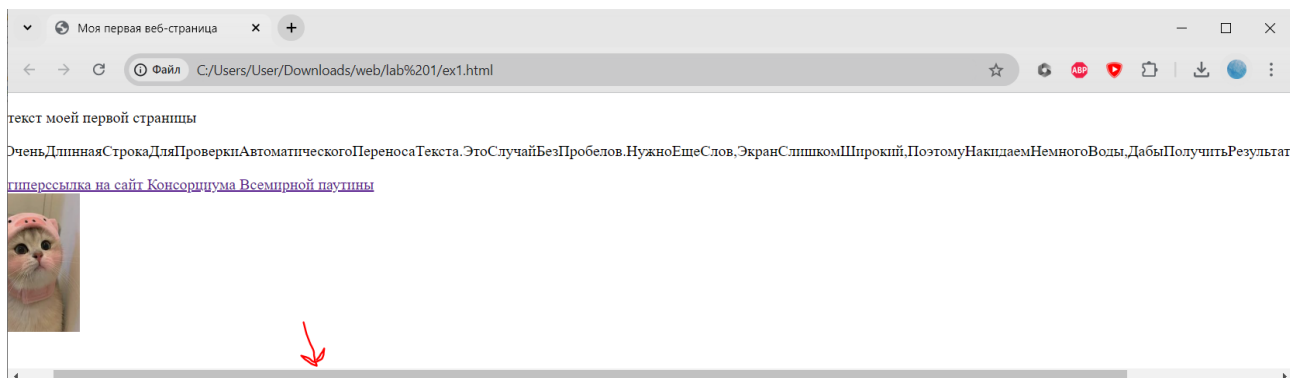 Моя первая веб-страница
Файл C:/Users/User/Downloads/web/lab%201/ex1.html
ABP
текст моей первой страницы
ОченьДлиннаяСтрокаДляПроверкиАвтоматическогоПереносаТекста.ЭтоСлучайБезПробелов.НужноЕщеСлов,ЭкранСлишкомШирокий,ПоэтомуНакидаемНемногоВоды,ДабыПолучитьРезультат
гиперссылка на сайт Консорциума Всемирной паутины